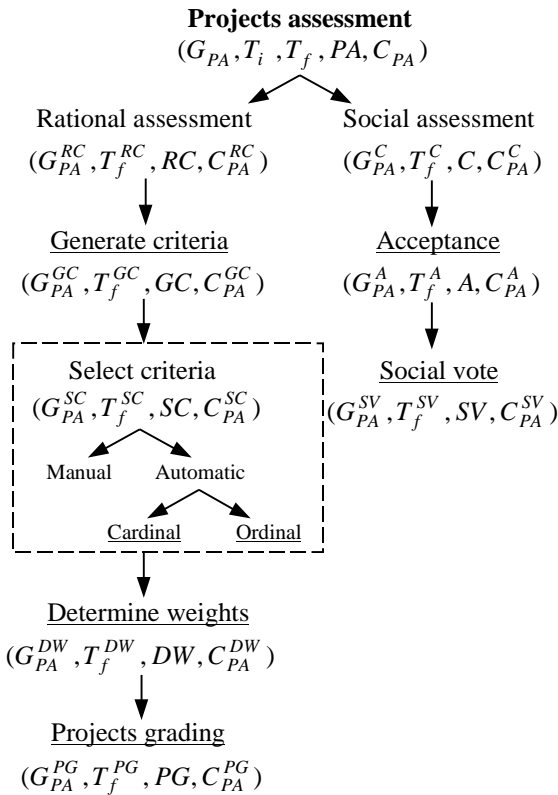 Projects assessment
(G_PA, T_i, T_f, PA, C_PA)
Rational assessment
(G_PA^RC, T_f^RC, RC, C_PA^RC)
Generate criteria
(G_PA^GC, T_f^GC, GC, C_PA^GC)
Select criteria
(G_PA^SC, T_f^SC, SC, C_PA^SC)
Manual
Automatic
Cardinal
Ordinal
Determine weights
(G_PA^DW, T_f^DW, DW, C_PA^DW)
Projects grading
(G_PA^PG, T_f^PG, PG, C_PA^PG)
Social assessment
(G_PA^C, T_f^C, C, C_PA^C)
Acceptance
(G_PA^A, T_f^A, A, C_PA^A)
Social vote
(G_PA^SV, T_f^SV, SV, C_PA^SV)